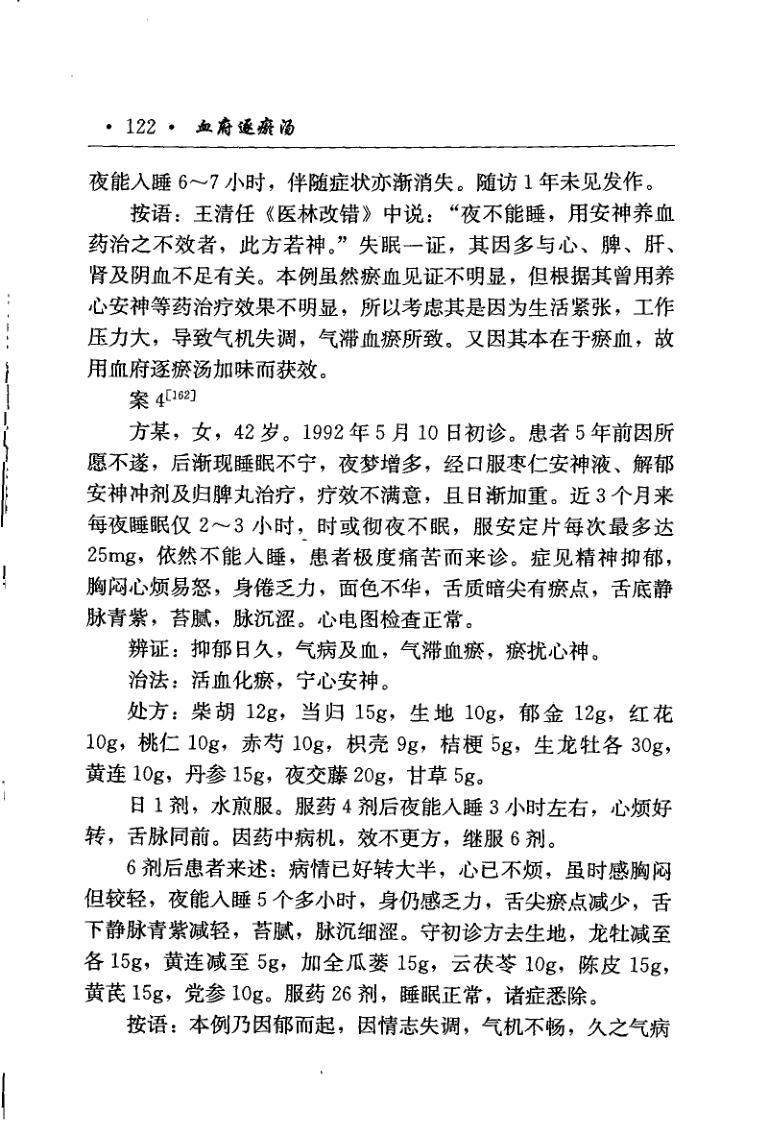 · 122 · 血府逐瘀汤
夜能入睡 6～7 小时，伴随症状亦渐消失。随访 1 年未见发作。
按语：王清任《医林改错》中说：“夜不能睡，用安神养血
药治之不效者，此方若神。”失眠一证，其因多与心、脾、肝、
肾及阴血不足有关。本例虽然瘀血见证不明显，但根据其曾用养
心安神等药治疗效果不明显，所以考虑其是因为生活紧张，工作
压力大，导致气机失调，气滞血瘀所致。又因其本在于瘀血，故
用血府逐瘀汤加味而获效。
案 4[162]
方某，女，42 岁。1992 年 5 月 10 日初诊。患者 5 年前因所
愿不遂，后渐现睡眠不宁，夜梦增多，经口服枣仁安神液、解郁
安神冲剂及归脾丸治疗，疗效不满意，且日渐加重。近 3 个月来
每夜睡眠仅 2～3 小时，时或彻夜不眠，服安定片每次最多达
25mg，依然不能入睡，患者极度痛苦而来诊。症见精神抑郁，
胸闷心烦易怒，身倦乏力，面色不华，舌质暗尖有瘀点，舌底静
脉青紫，苔腻，脉沉涩。心电图检查正常。
辨证：抑郁日久，气病及血，气滞血瘀，瘀扰心神。
治法：活血化瘀，宁心安神。
处方：柴胡 12g，当归 15g，生地 10g，郁金 12g，红花
10g，桃仁 10g，赤芍 10g，枳壳 9g，桔梗 5g，生龙牡各 30g，
黄连 10g，丹参 15g，夜交藤 20g，甘草 5g。
日 1 剂，水煎服。服药 4 剂后夜能入睡 3 小时左右，心烦好
转，舌脉同前。因药中病机，效不更方，继服 6 剂。
6 剂后患者来述：病情已好转大半，心已不烦，虽时感胸闷
但较轻，夜能入睡 5 个多小时，身仍感乏力，舌尖瘀点减少，舌
下静脉青紫减轻，苔腻，脉沉细涩。守初诊方去生地，龙牡减至
各 15g，黄连减至 5g，加全瓜蒌 15g，云茯苓 10g，陈皮 15g，
黄芪 15g，党参 10g。服药 26 剂，睡眠正常，诸症悉除。
按语：本例乃因郁而起，因情志失调，气机不畅，久之气病